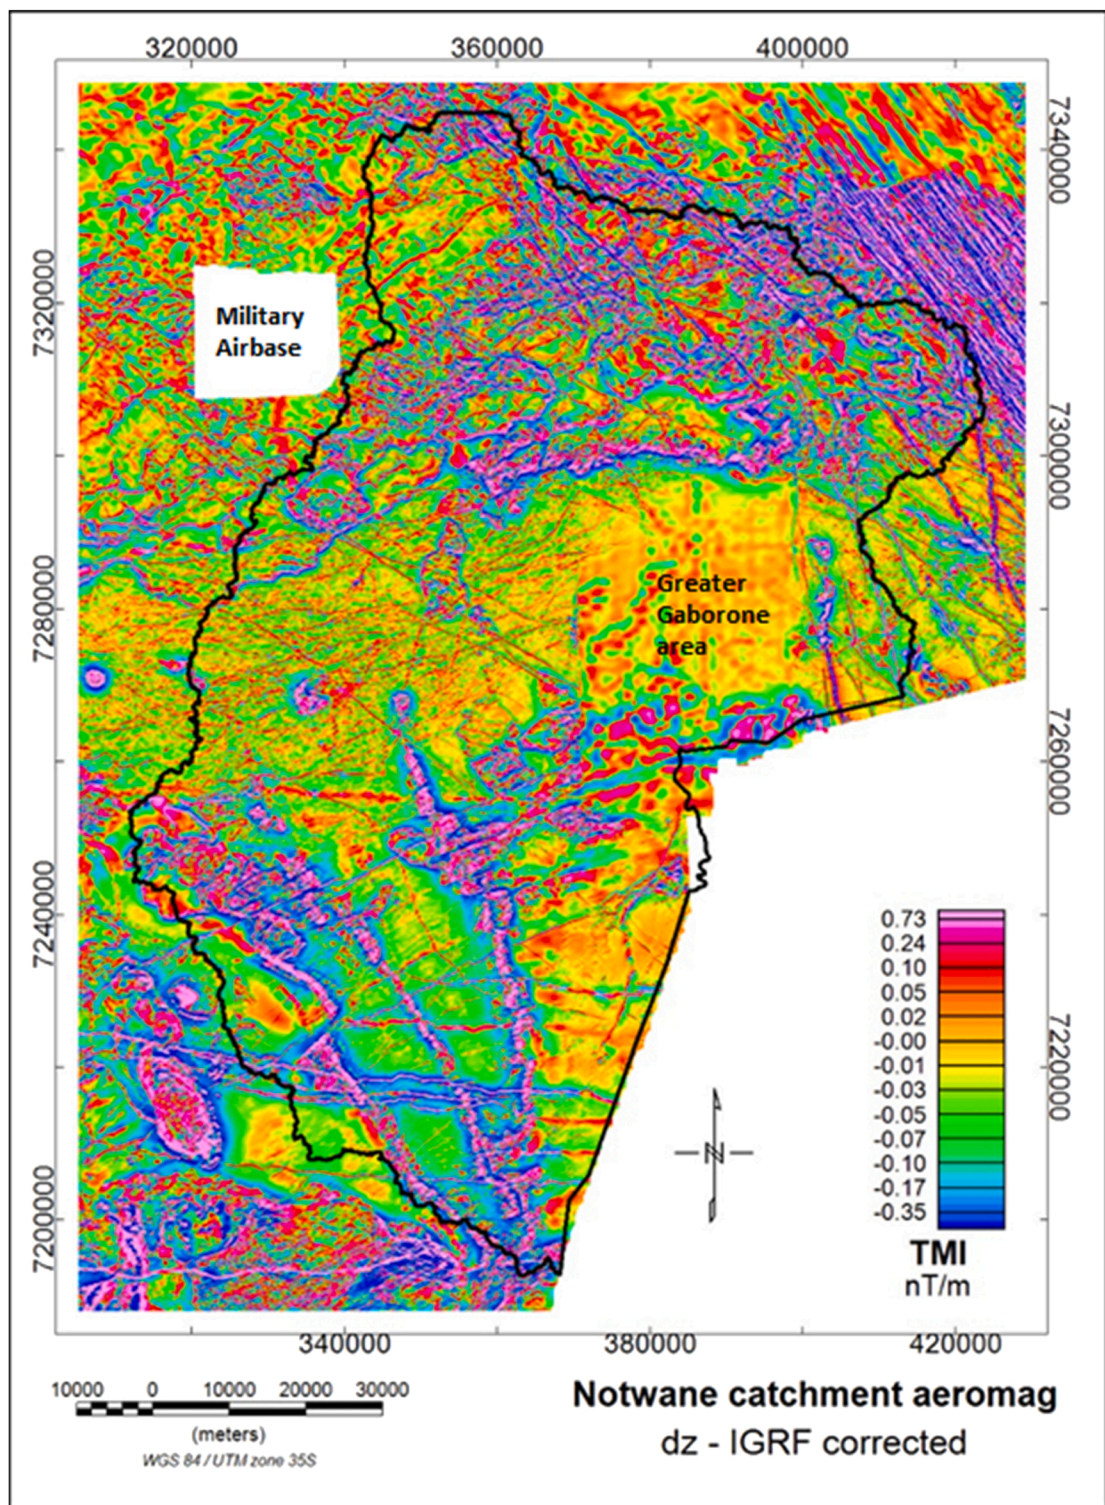 320000
360000
400000
7340000
7320000
7300000
7280000
7260000
7240000
7220000
7200000
Military
Airbase
Greater
Gaborone
area
0.73
0.24
0.10
0.05
0.02
-0.00
-0.01
-0.03
-0.05
-0.07
-0.10
-0.17
-0.35
TMI
nT/m
N
340000
380000
420000
10000 0 10000 20000 30000
(meters)
WGS 84 / UTM zone 35S
Notwane catchment aeromag
dz - IGRF corrected